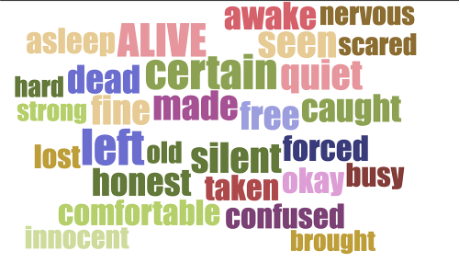 awake nervous
asleep ALIVE seen scared
hard dead certain quiet
strong fine made free caught
lost left old silent forced
honest taken okay busy
comfortable confused
innocent brought